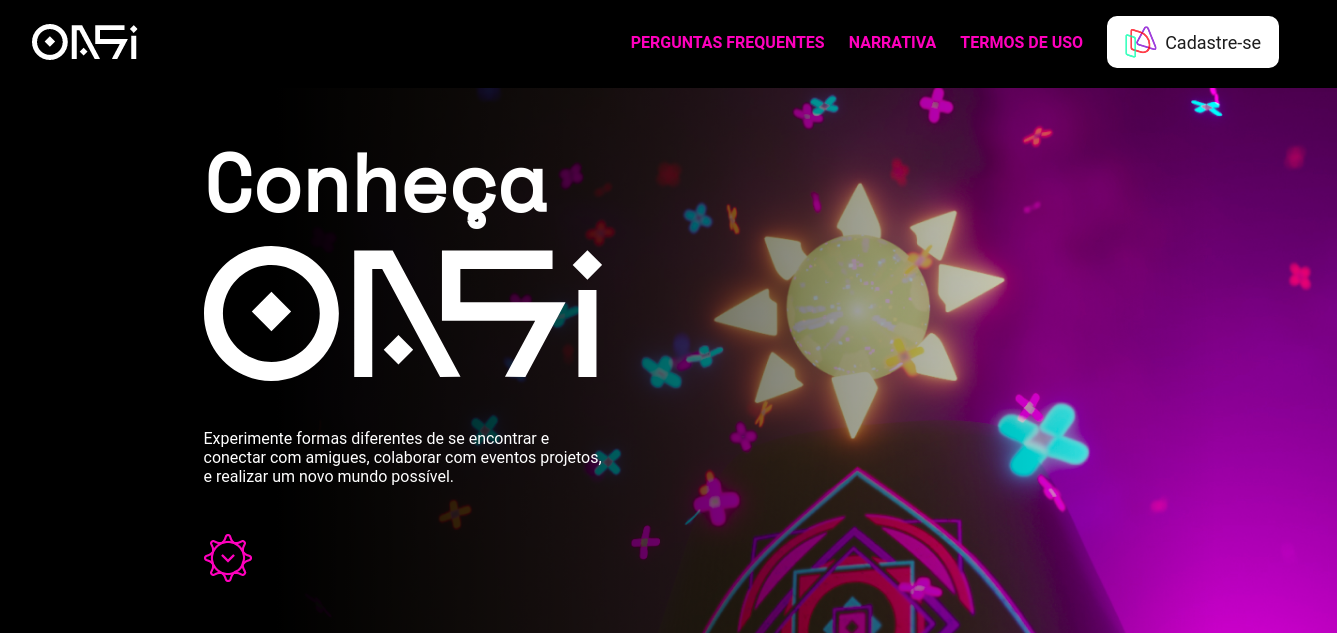 OASi
PERGUNTAS FREQUENTES
NARRATIVA
TERMOS DE USO
Cadastre-se
Conheça
OASi
Experimente formas diferentes de se encontrar e
conectar com amigues, colaborar com eventos projetos,
e realizar um novo mundo possível.